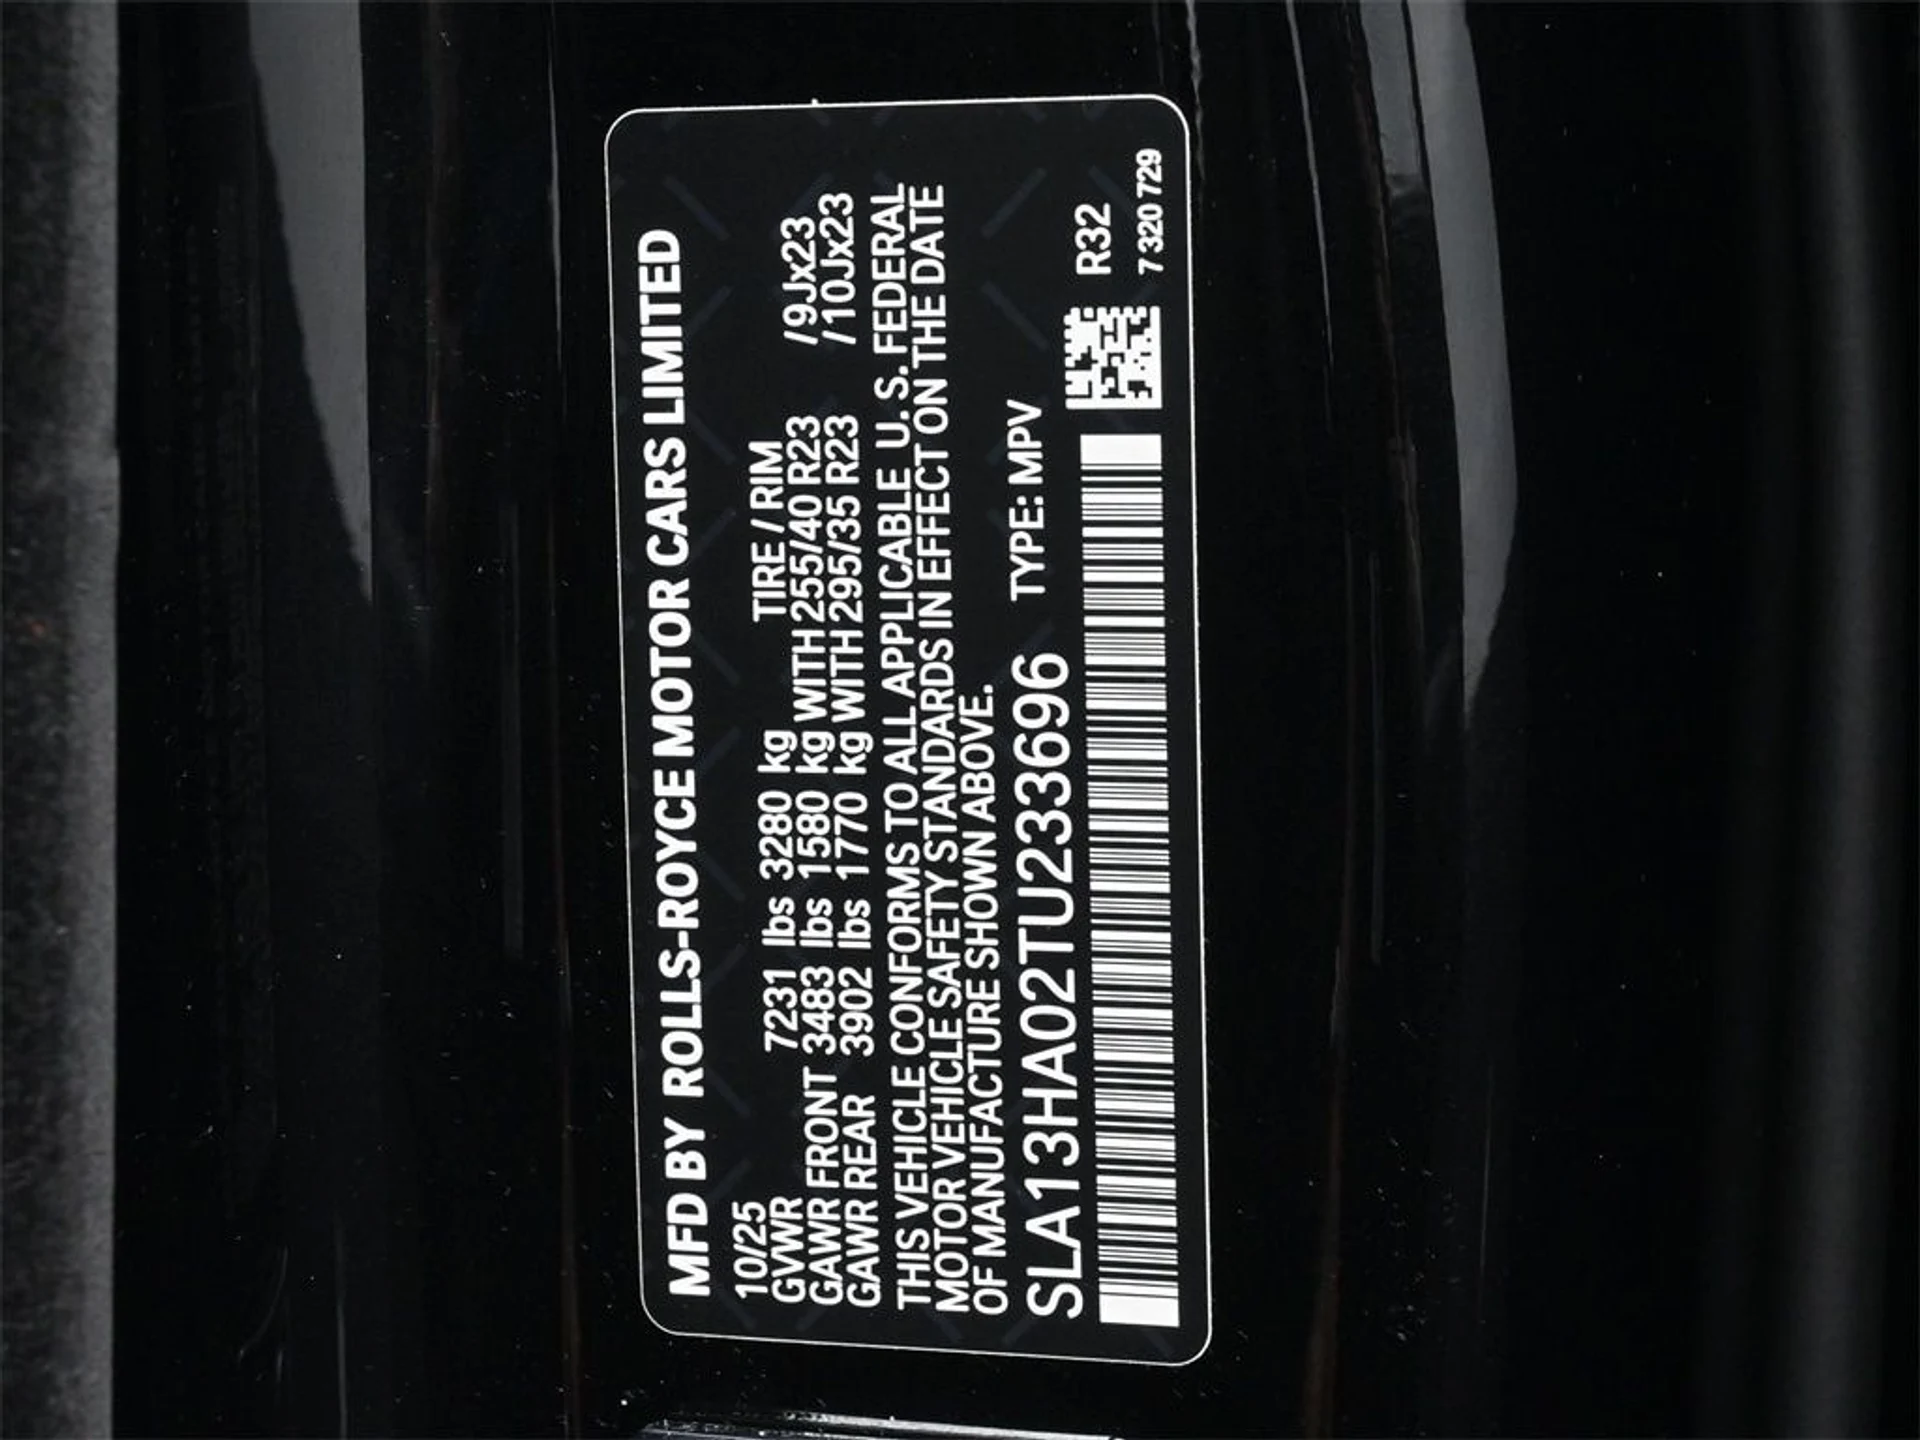 MFD BY ROLLS-ROYCE MOTOR CARS LIMITED
10/25 TIRE / RIM
GVWR 7231 lbs 3280 kg
GAWR FRONT 3483 lbs 1580 kg WITH 255/40 R23 /9Jx23
GAWR REAR 3902 lbs 1770 kg WITH 295/35 R23 /10Jx23
THIS VEHICLE CONFORMS TO ALL APPLICABLE U.S. FEDERAL
MOTOR VEHICLE SAFETY STANDARDS IN EFFECT ON THE DATE
OF MANUFACTURE SHOWN ABOVE.
SLA13HA02TU233696 TYPE: MPV
R32
7 320 729